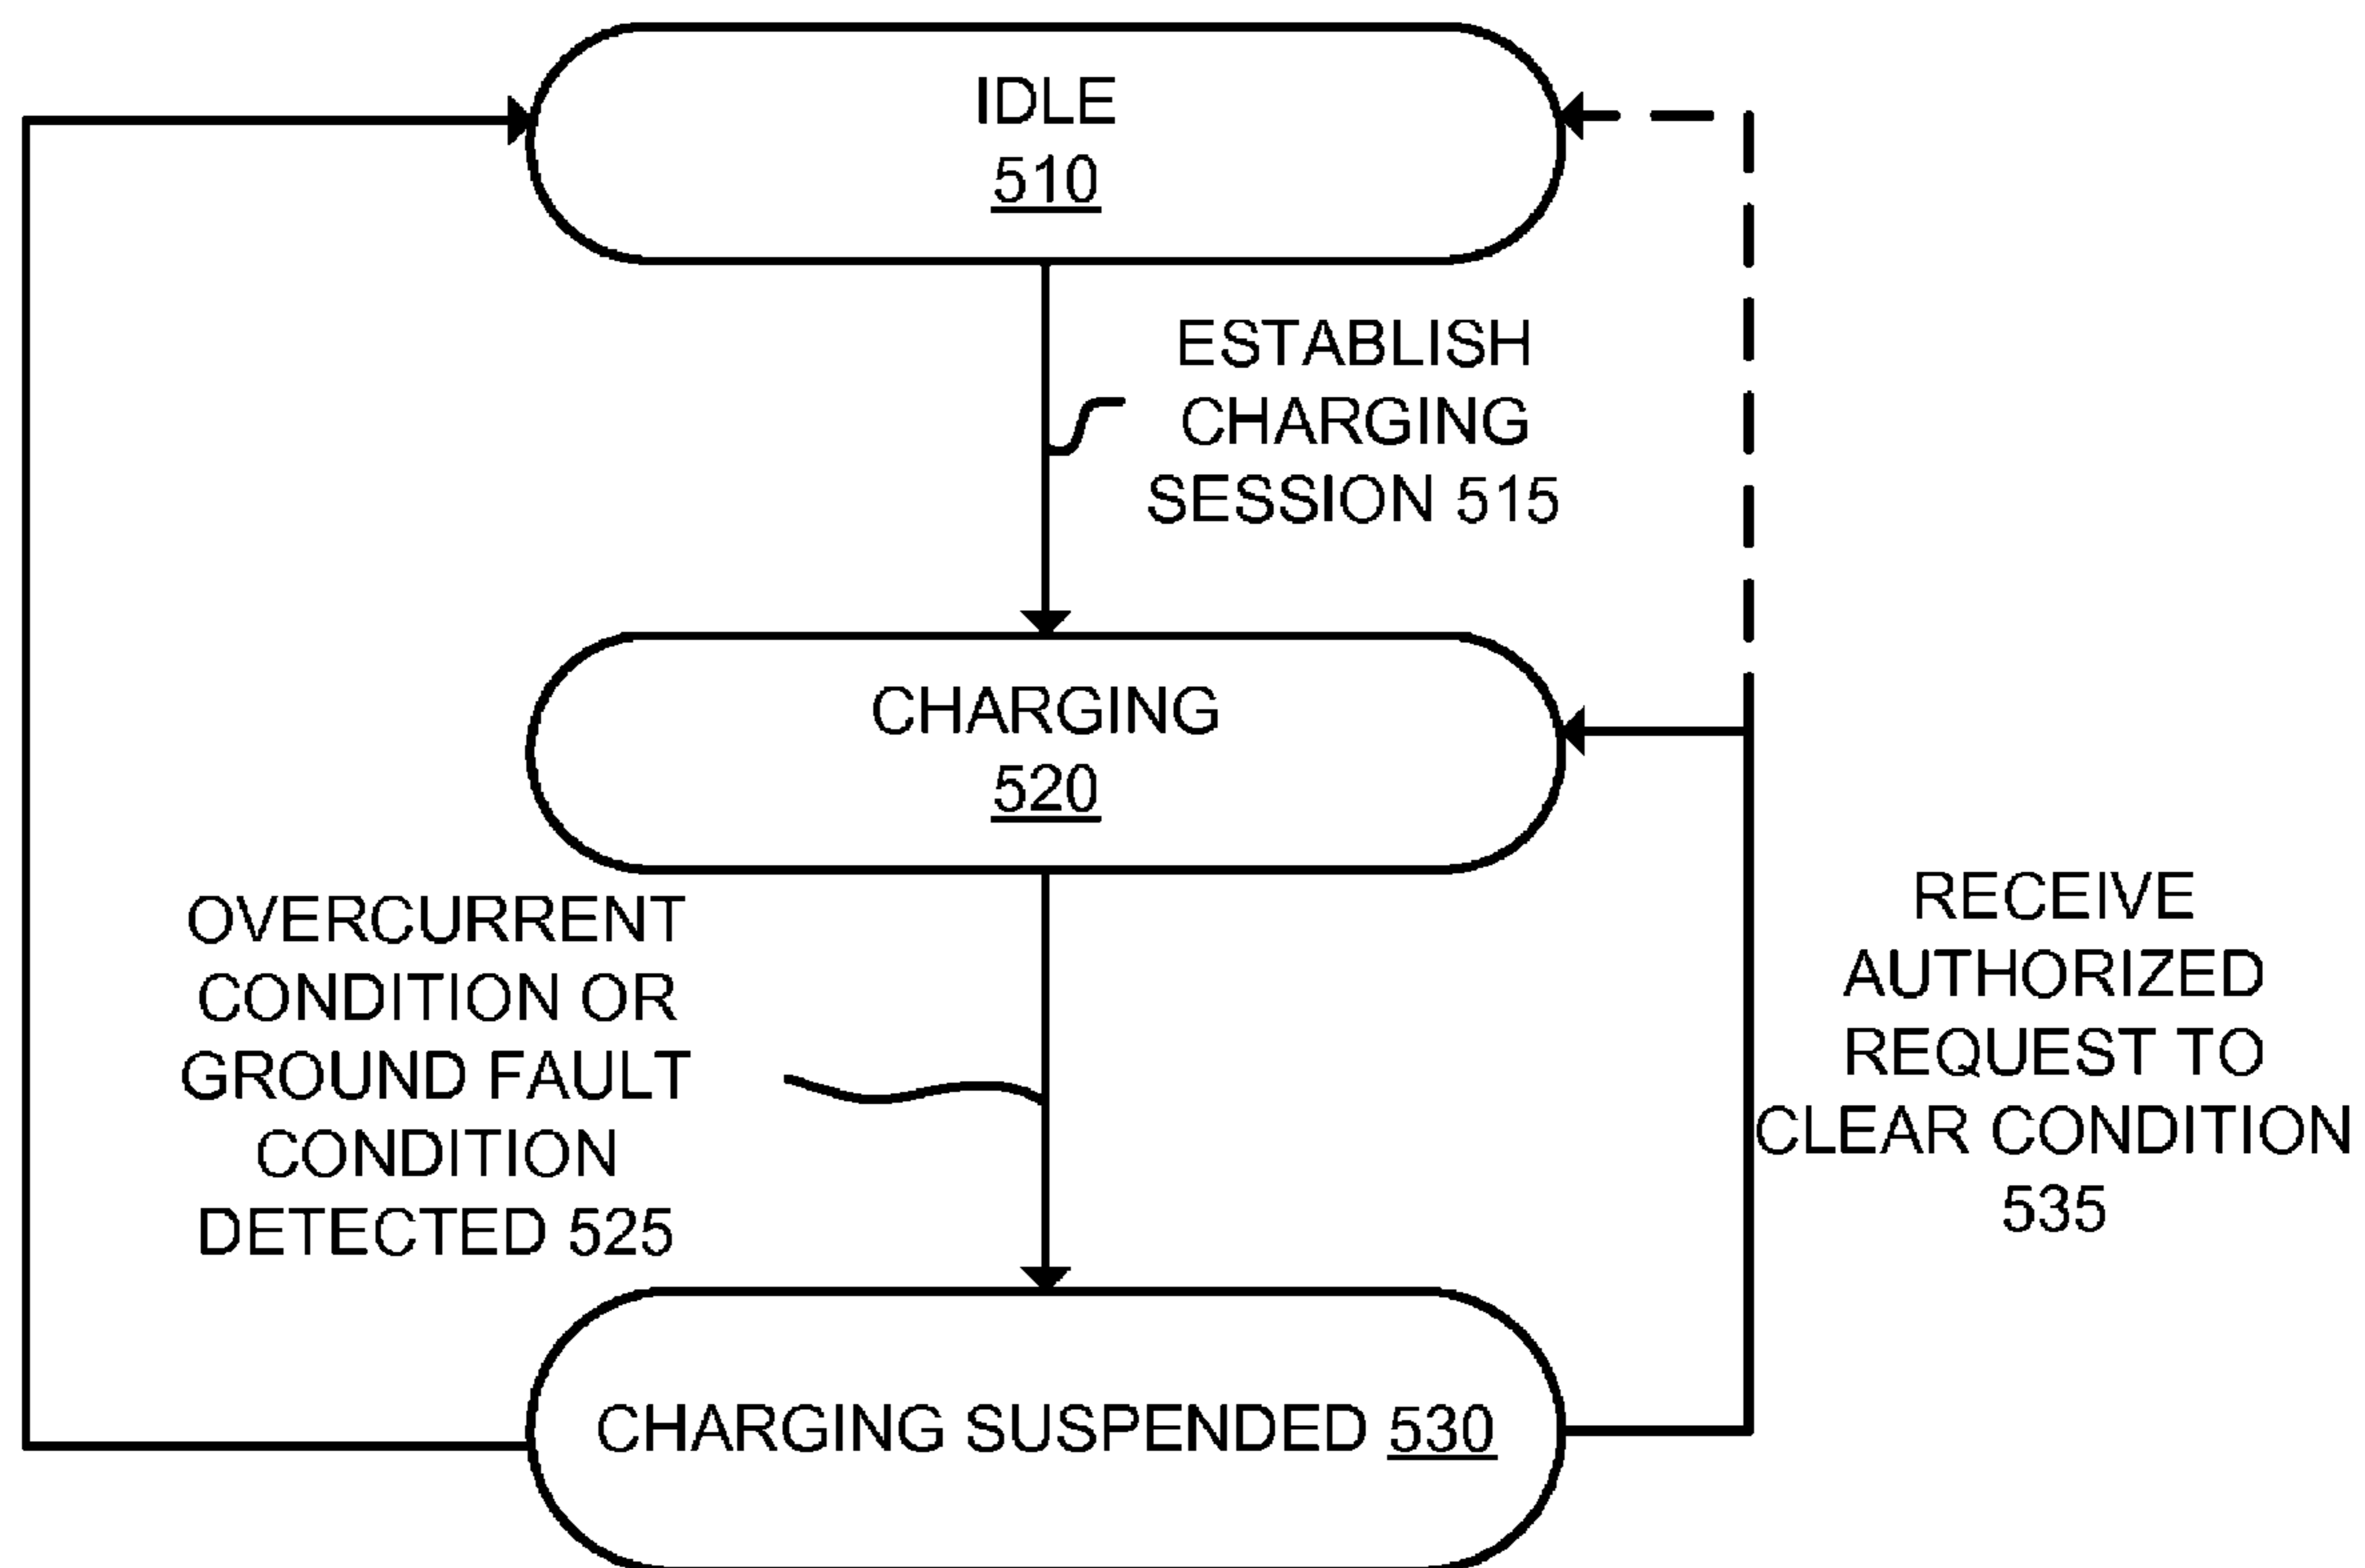 IDLE
510
ESTABLISH
CHARGING
SESSION 515
CHARGING
520
OVERCURRENT
CONDITION OR
GROUND FAULT
CONDITION
DETECTED 525
RECEIVE
AUTHORIZED
REQUEST TO
CLEAR CONDITION
535
CHARGING SUSPENDED 530